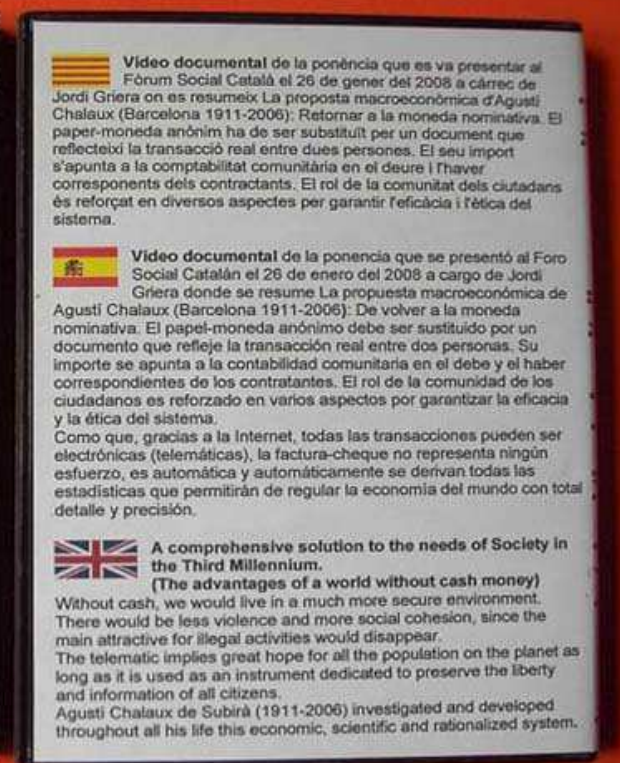 Video documental de la ponència que es va presentar al
Fòrum Social Català el 26 de gener del 2008 a càrrec de
Jordi Griera on es resumeix La proposta macroeconòmica d'Agustí
Chalaux (Barcelona 1911-2006): Retornar a la moneda nominativa. El
paper-moneda anònim ha de ser substituït per un document que
reflecteixi la transacció real entre dues persones. El seu import
s'apunta a la comptabilitat comunitària en el deure i l'haver
corresponents dels contractants. El rol de la comunitat dels ciutadans
ès reforçat en diversos aspectes per garantir l'eficàcia i l'ètica del
sistema.
Video documental de la ponencia que se presentó al Foro
Social Catalán el 26 de enero del 2008 a cargo de Jordi
Griera donde se resume La propuesta macroeconómica de
Agustí Chalaux (Barcelona 1911-2006): De volver a la moneda
nominativa. El papel-moneda anónimo debe ser sustituido por un
documento que refleje la transacción real entre dos personas. Su
importe se apunta a la contabilidad comunitaria en el debe y el haber
correspondientes de los contratantes. El rol de la comunidad de los
ciudadanos es reforzado en varios aspectos por garantizar la eficacia
y la ética del sistema.
Como que, gracias a la Internet, todas las transacciones pueden ser
electrónicas (telemáticas), la factura-cheque no representa ningún
esfuerzo, es automática y automáticamente se derivan todas las
estadísticas que permitirán de regular la economía del mundo con total
detalle y precisión.
A comprehensive solution to the needs of Society in
the Third Millennium.
(The advantages of a world without cash money)
Without cash, we would live in a much more secure environment.
There would be less violence and more social cohesion, since the
main attractive for illegal activities would disappear.
The telematic implies great hope for all the population on the planet as
long as it is used as an instrument dedicated to preserve the liberty
and information of all citizens.
Agustí Chalaux de Subirà (1911-2006) investigated and developed
throughout all his life this economic, scientific and rationalized system.